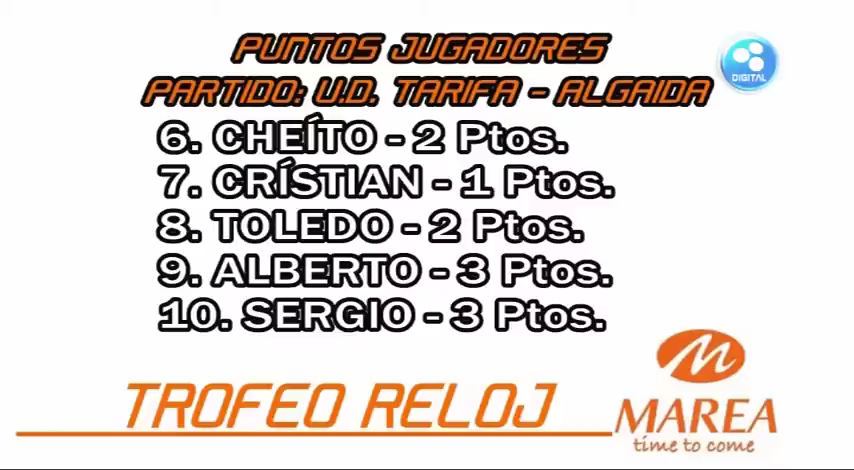 PUNTOS JUGADORES
DIGITAL
PARTIDO: U.D. TARIFA - ALGAIDA
6. CHEÍTO - 2 Ptos.
7. CRÍSTIAN - 1 Ptos.
8. TOLEDO - 2 Ptos.
9. ALBERTO - 3 Ptos.
10. SERGIO - 3 Ptos.
TROFEO RELOJ
M
MAREA
time to come